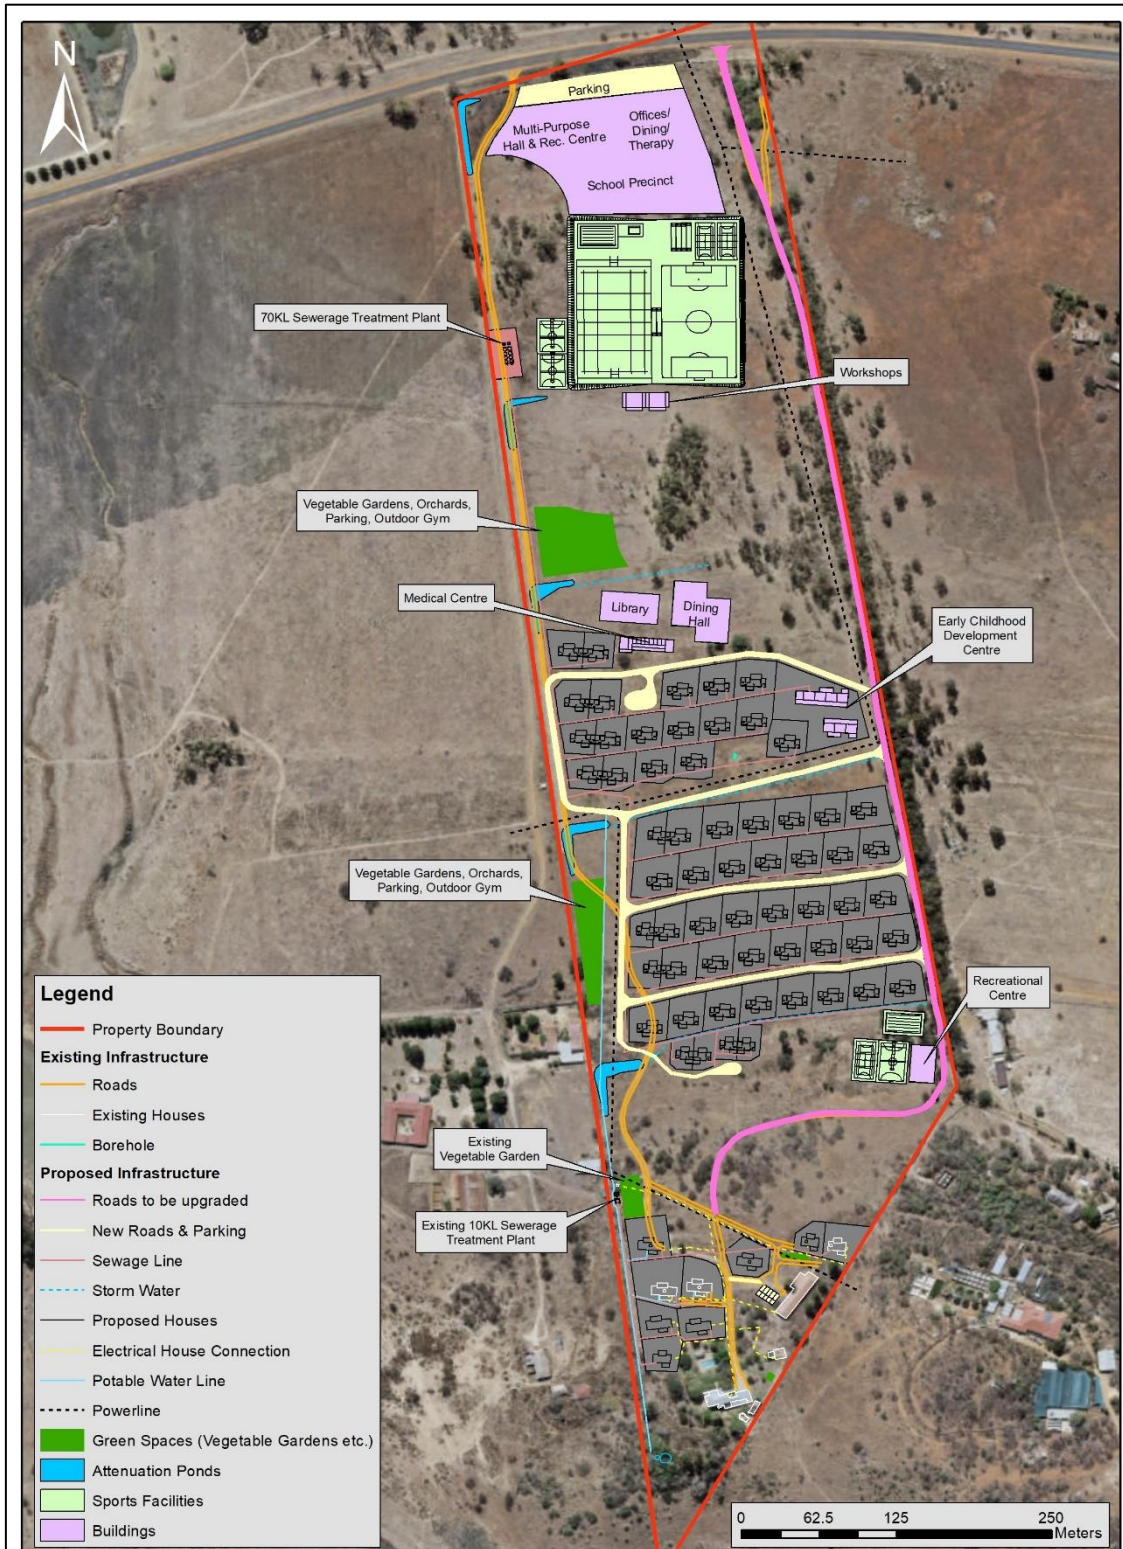 N
Parking
Multi-Purpose
Hall & Rec. Centre
Offices/
Dining/
Therapy
School Precinct
70KL Sewerage Treatment Plant
Workshops
Vegetable Gardens, Orchards,
Parking, Outdoor Gym
Medical Centre
Library
Dining
Hall
Early Childhood
Development
Centre
Vegetable Gardens, Orchards,
Parking, Outdoor Gym
Recreational
Centre
Existing
Vegetable Garden
Existing 10KL Sewerage
Treatment Plant
Legend
Property Boundary
Existing Infrastructure
Roads
Existing Houses
Borehole
Proposed Infrastructure
Roads to be upgraded
New Roads & Parking
Sewage Line
Storm Water
Proposed Houses
Electrical House Connection
Potable Water Line
Powerline
Green Spaces (Vegetable Gardens etc.)
Attenuation Ponds
Sports Facilities
Buildings
0 62.5 125 250
Meters